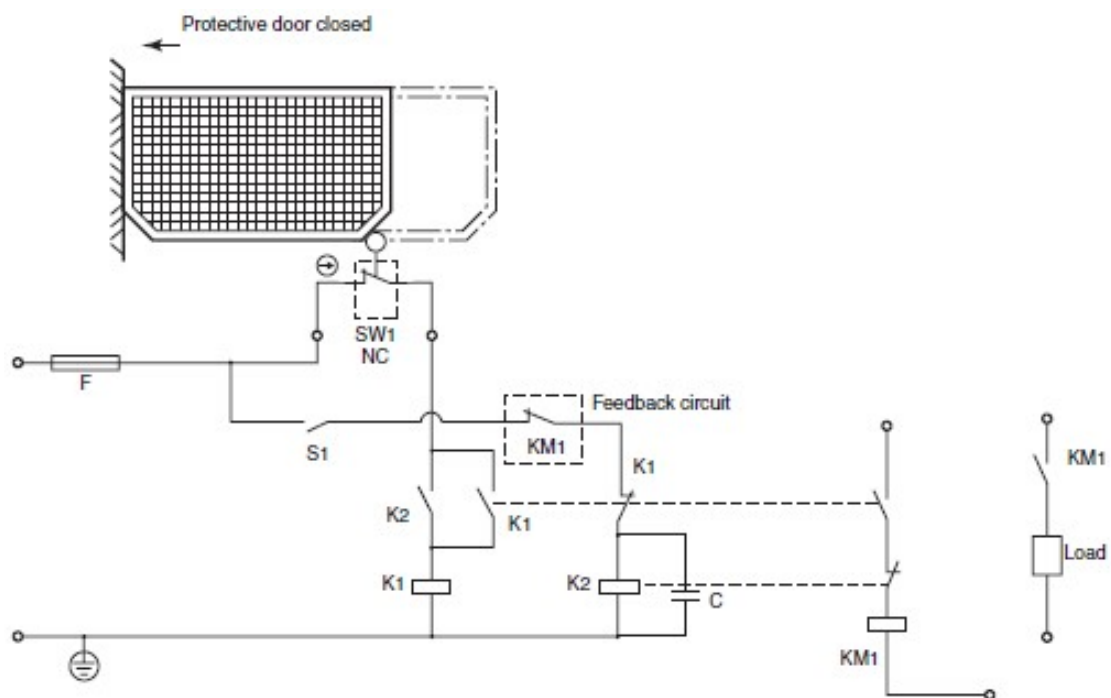 Protective door closed
SW1
NC
F
Feedback circuit
S1
KM1
K1
KM1
K2
K1
Load
K1
K2
C
KM1